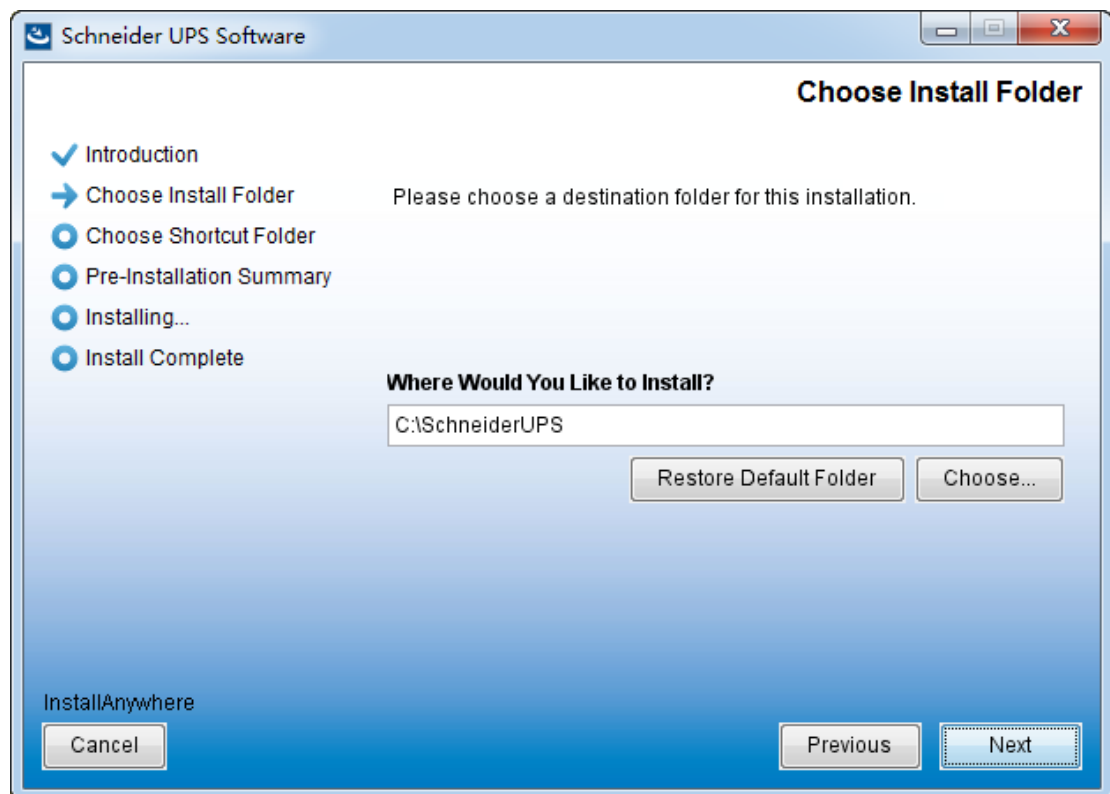 Schneider UPS Software
Choose Install Folder
Introduction
Choose Install Folder
Choose Shortcut Folder
Pre-Installation Summary
Installing...
Install Complete
Please choose a destination folder for this installation.
Where Would You Like to Install?
C:\SchneiderUPS
Restore Default Folder
Choose...
InstallAnywhere
Cancel
Previous
Next